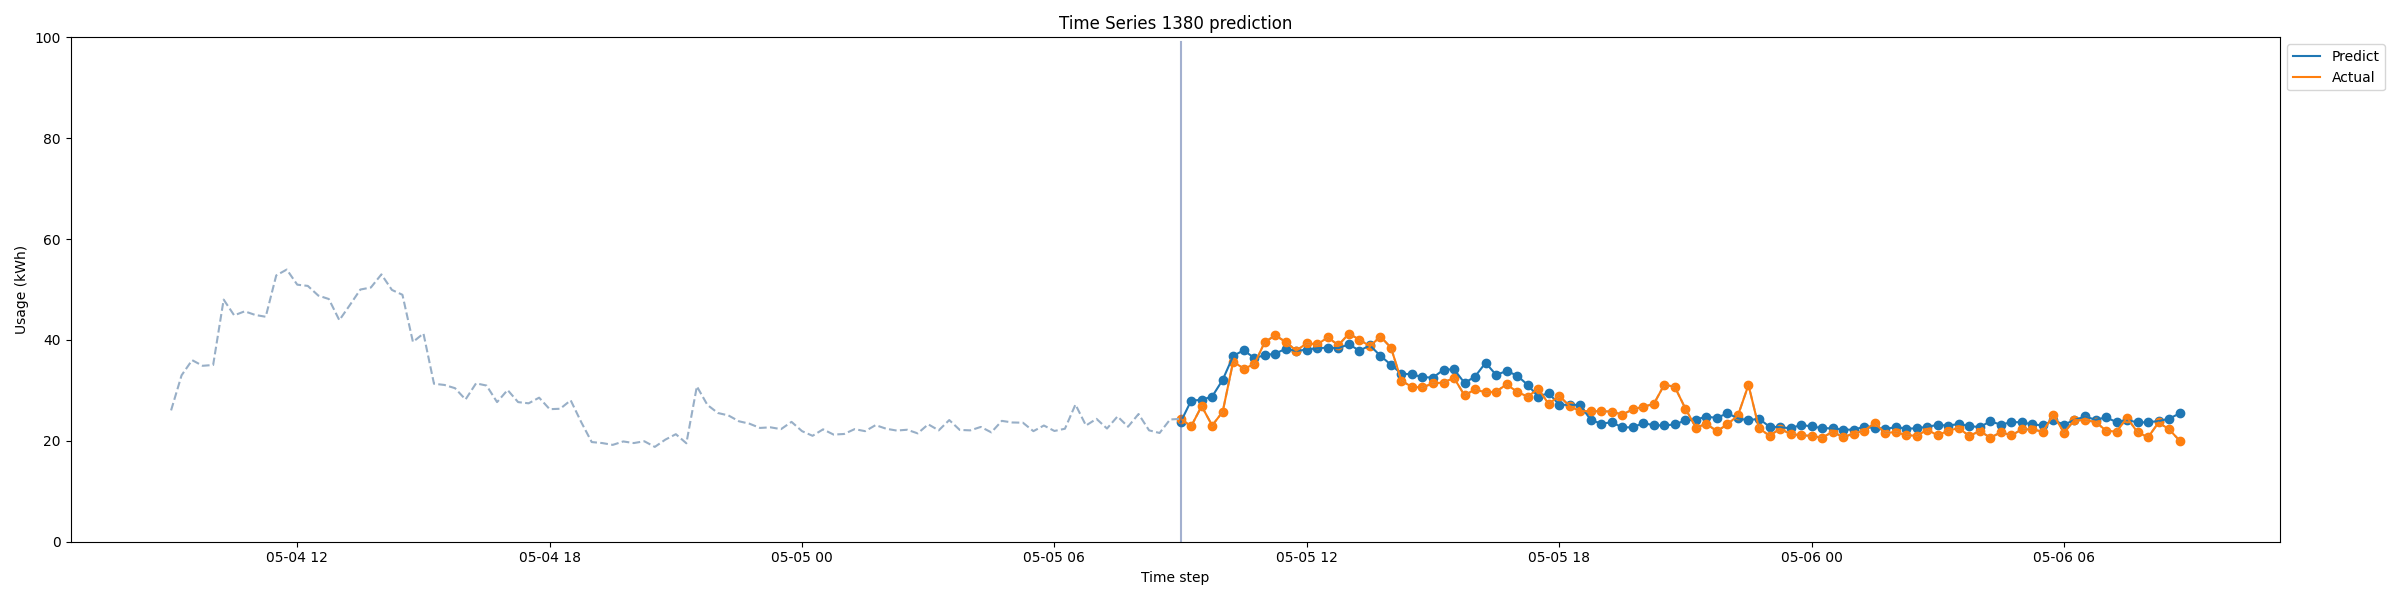 Time Series 1380 prediction
Predict
Actual
Usage (kWh)
100
80
60
40
20
0
05-04 12
05-04 18
05-05 00
05-05 06
05-05 12
05-05 18
05-06 00
05-06 06
Time step